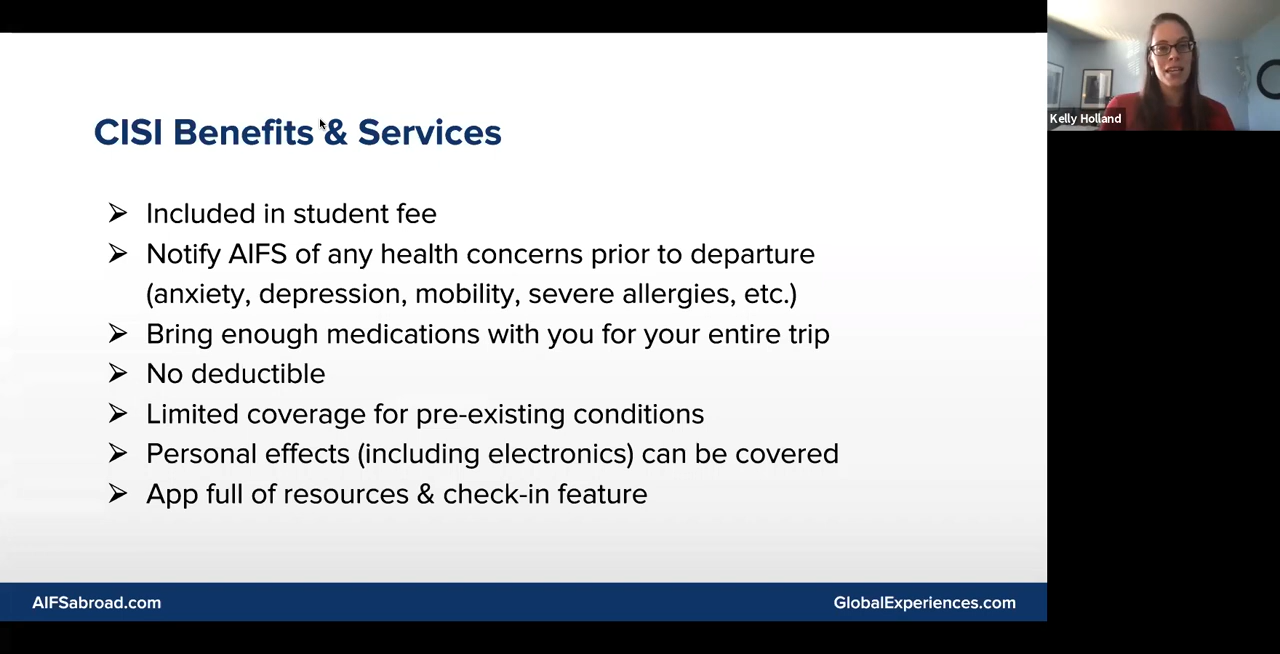 CISI Benefits & Services
➢ Included in student fee
➢ Notify AIFS of any health concerns prior to departure
(anxiety, depression, mobility, severe allergies, etc.)
➢ Bring enough medications with you for your entire trip
➢ No deductible
➢ Limited coverage for pre-existing conditions
➢ Personal effects (including electronics) can be covered
➢ App full of resources & check-in feature
AIFSabroad.com
GlobalExperiences.com
Kelly Holland